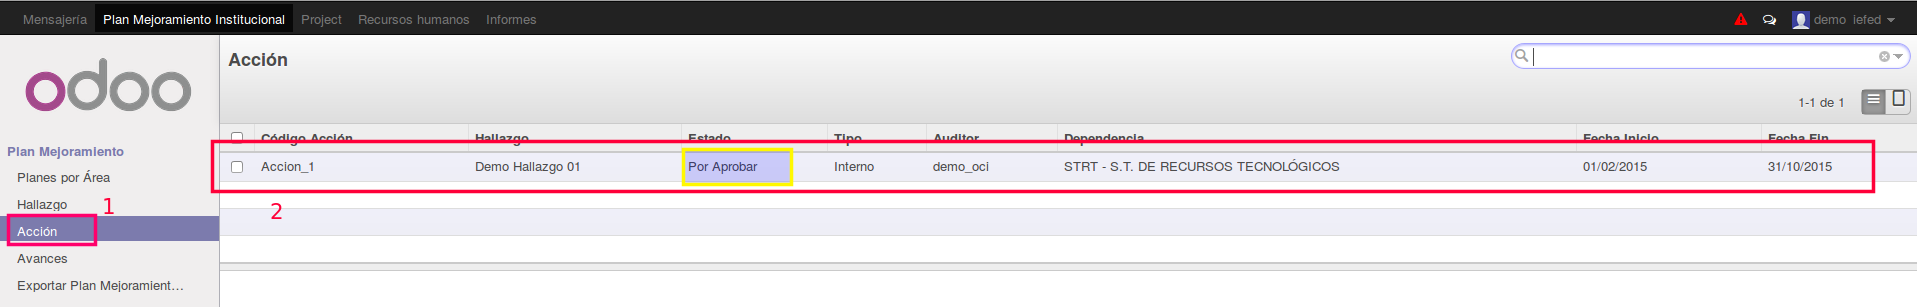 Mensajería Plan Mejoramiento Institucional Project Recursos humanos Informes demo iefed
odoo
Acción
1-1 de 1
Código Acción Hallazgo Estado Tipo Auditor Dependencia Fecha Inicio Fecha Fin
Accion_1 Demo Hallazgo 01 Por Aprobar Interno demo_oci STRT - S.T. DE RECURSOS TECNOLÓGICOS 01/02/2015 31/10/2015
2
Plan Mejoramiento
Planes por Área
Hallazgo
1
Acción
Avances
Exportar Plan Mejoramient…